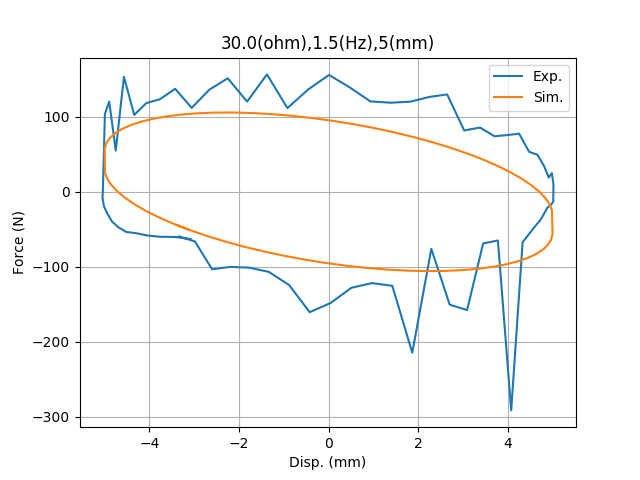 30.0(ohm),1.5(Hz),5(mm)
Exp.
Sim.
100
0
−100
−200
−300
Force (N)
−4
−2
0
2
4
Disp. (mm)